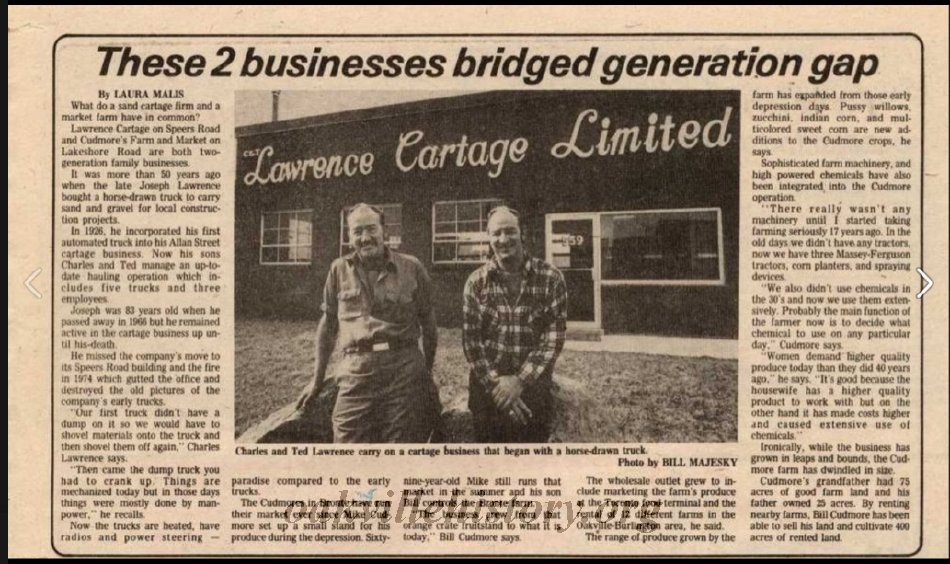 These 2 businesses bridged generation gap
By LAURA MALIS
What do a sand cartage firm and a
market farm have in common?
Lawrence Cartage on Speers Road
and Cudmore's Farm and Market on
Lakeshore Road are both two-
generation family businesses.
It was more than 50 years ago
when the late Joseph Lawrence
bought a horse-drawn truck to carry
sand and gravel for local construc-
tion projects.
In 1926, he incorporated his first
automated truck into his Allan Street
cartage business. Now his sons
Charles and Ted manage an up-to-
date hauling operation which in-
cludes five trucks and three
employees.
Joseph was 83 years old when he
passed away in 1966 but he remained
active in the cartage business up un-
til his-death.
He missed the company's move to
its Speers Road building and the fire
in 1974 which gutted the office and
destroyed the old pictures of the
company's early trucks.
"Our first truck didn't have a
dump on it so we would have to
shovel materials onto the truck and
then shovel them off again," Charles
Lawrence says.
"Then came the dump truck you
had to crank up. Things are
mechanized today but in those days
things were mostly done by man-
power," he recalls.
Now the trucks are heated, have
radios and power steering —
EST
Lawrence Cartage Limited
559
Charles and Ted Lawrence carry on a cartage business that began with a horse-drawn truck.
Photo by BILL MAJESKY
paradise compared to the early
trucks.
The Cudmores, Sr. have run
their market ever since Mike Cud-
more set up a small stand for his
produce during the depression. Sixty-
nine-year-old Mike still runs that
market in the summer and his son
Bill
"The business grew from that
orange crate fruitstand to what it is
today," Bill Cudmore says.
The wholesale outlet grew to in-
clude marketing the farm's produce
at the Toronto food terminal and the
rental of 12 different farms in the
Oakville-Burlington area, he said.
The range of produce grown by the
farm has expanded from those early
depression days. Pussy willows,
zucchini, indian corn, and mul-
ticolored sweet corn are new ad-
ditions to the Cudmore crops, he
says.
Sophisticated farm machinery, and
high powered chemicals have also
been integrated into the Cudmore
operation.
"There really wasn't any
machinery until I started taking
farming seriously 17 years ago. In the
old days we didn't have any tractors,
now we have three Massey-Ferguson
tractors, corn planters, and spraying
devices.
"We also didn't use chemicals in
the 30's and now we use them exten-
sively. Probably the main function of
the farmer now is to decide what
chemical to use on any particular
day," Cudmore says.
"Women demand higher quality
produce today than they did 40 years
ago," he says. "It's good because the
housewife has a higher quality
product to work with but on the
other hand it has made costs higher
and caused extensive use of
chemicals."
Ironically, while the business has
grown in leaps and bounds, the Cud-
more farm has dwindled in size.
Cudmore's grandfather had 75
acres of good farm land and his
father owned 25 acres. By renting
nearby farms, Bill Cudmore has been
able to sell his land and cultivate 400
acres of rented land.
oakvillehistory.org